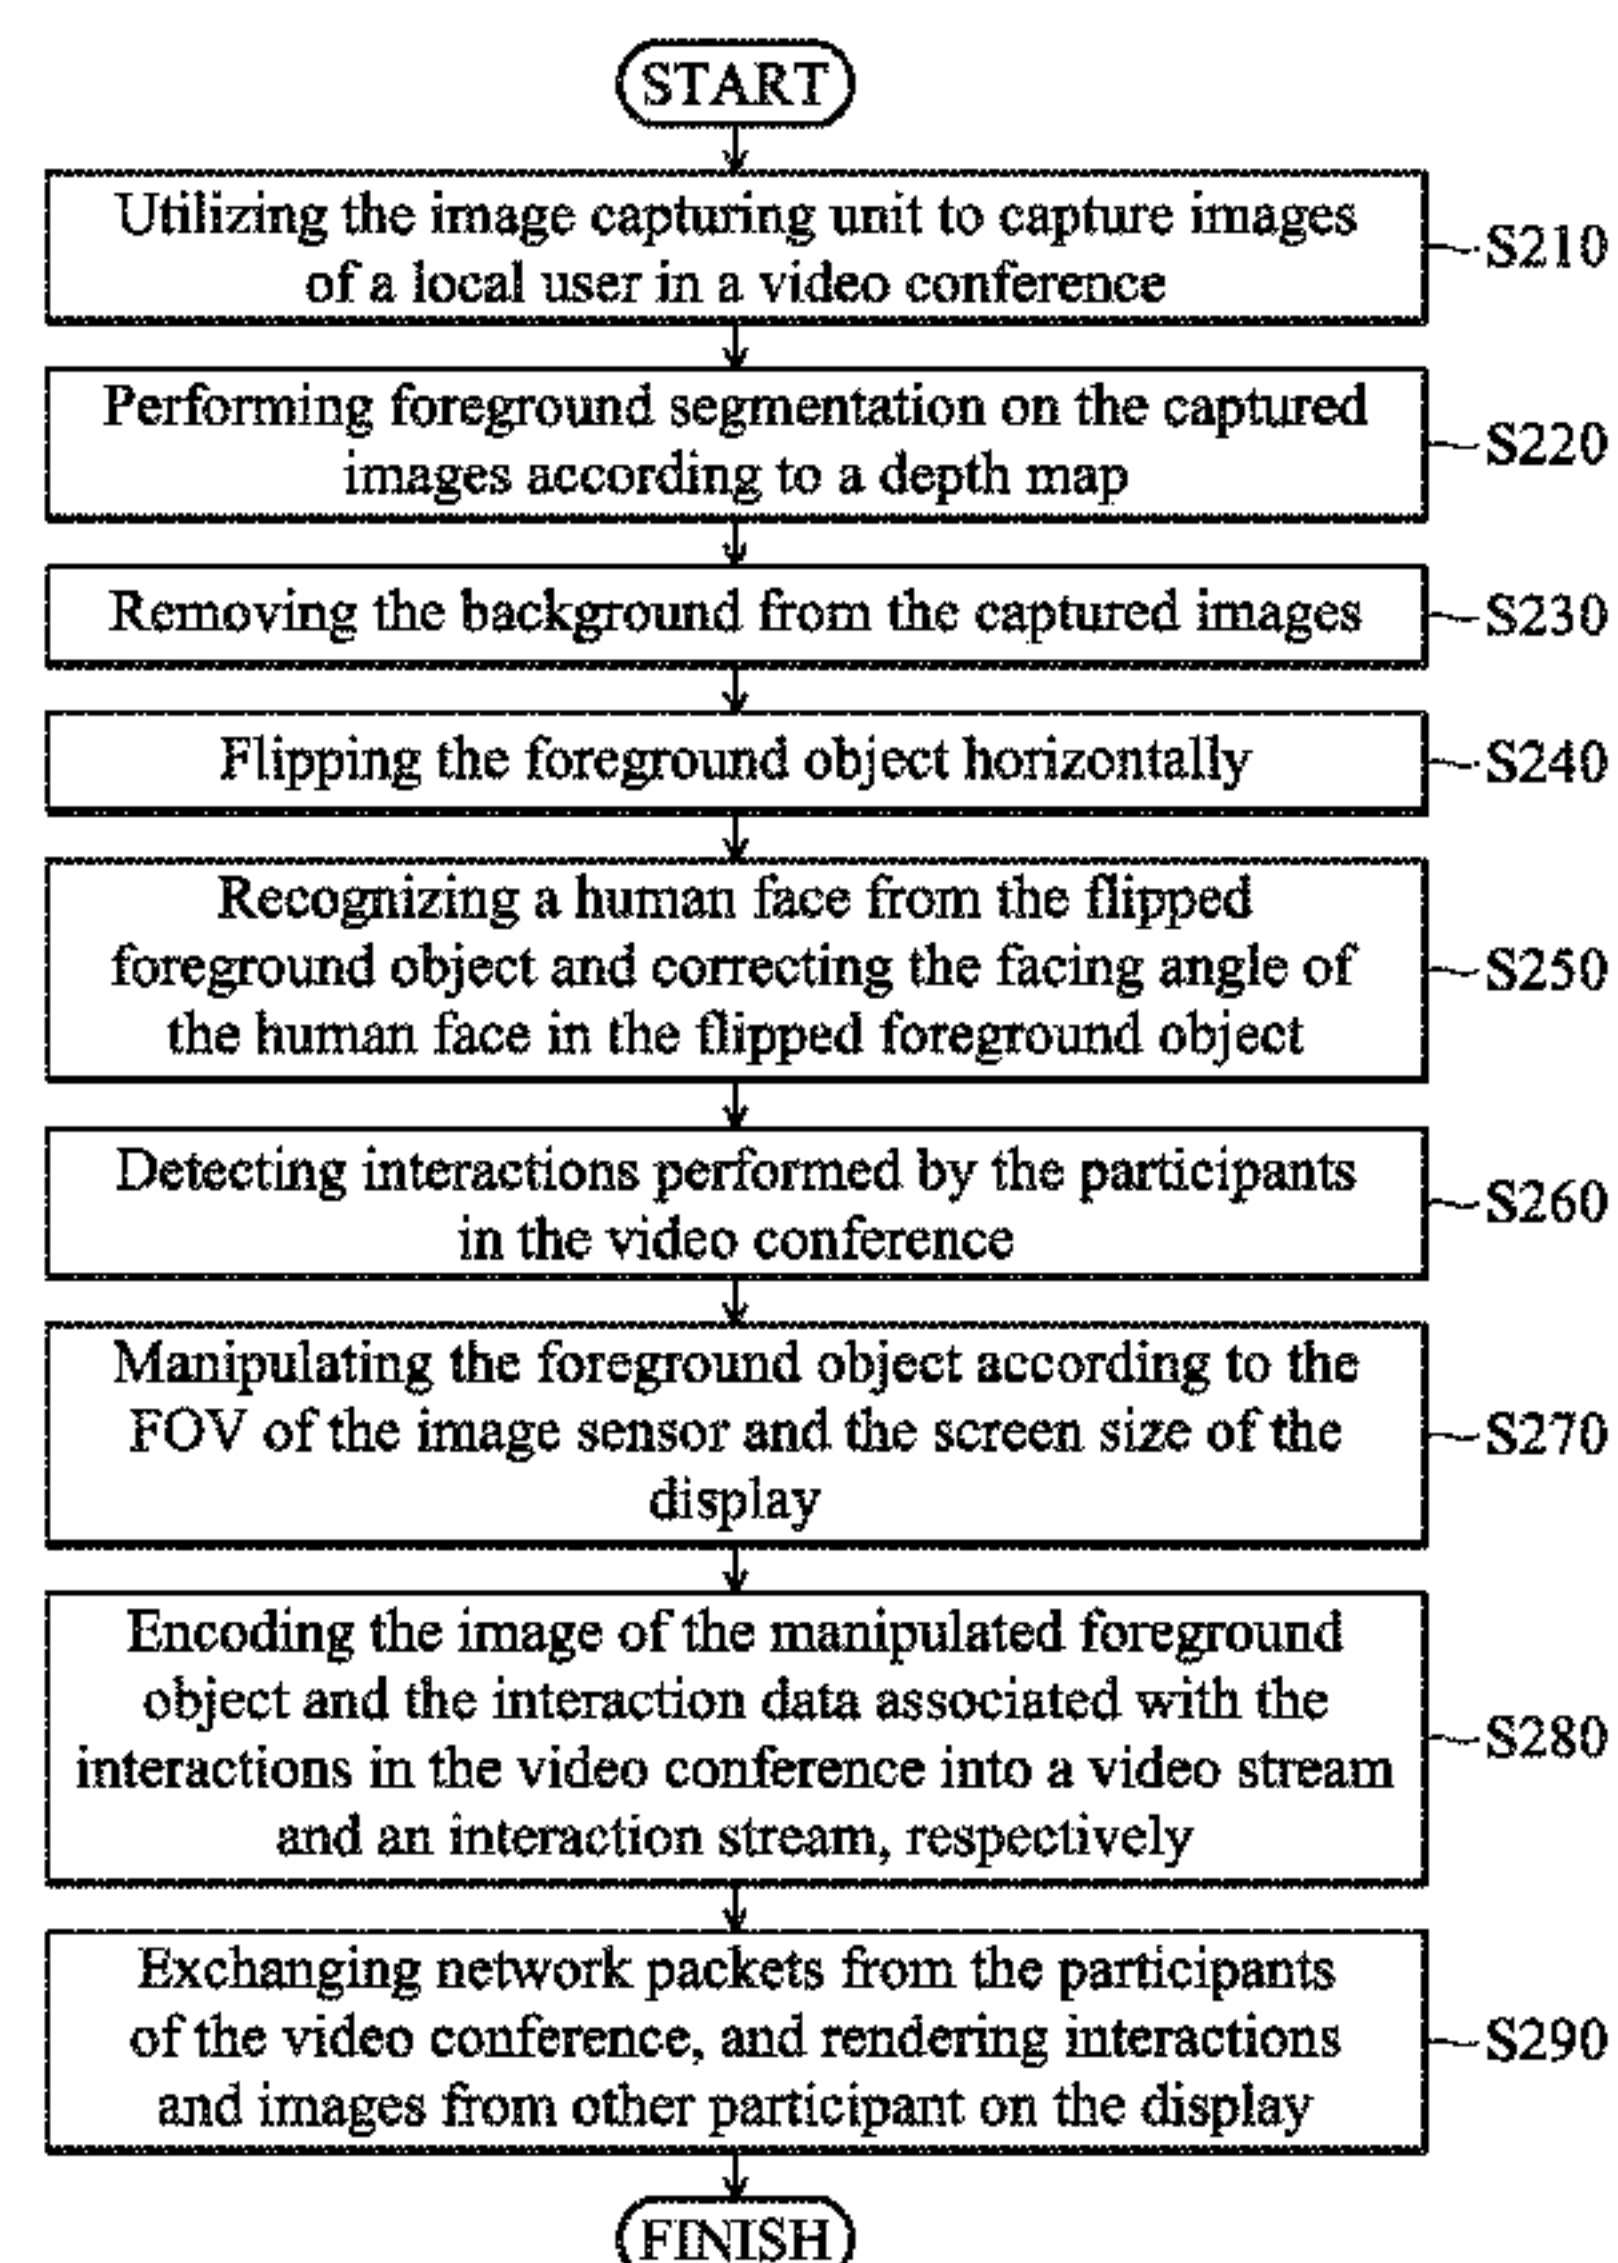 START
Utilizing the image capturing unit to capture images
of a local user in a video conference
S210
Performing foreground segmentation on the captured
images according to a depth map
S220
Removing the background from the captured images
S230
Flipping the foreground object horizontally
S240
Recognizing a human face from the flipped
foreground object and correcting the facing angle of
the human face in the flipped foreground object
S250
Detecting interactions performed by the participants
in the video conference
S260
Manipulating the foreground object according to the
FOV of the image sensor and the screen size of the
display
S270
Encoding the image of the manipulated foreground
object and the interaction data associated with the
interactions in the video conference into a video stream
and an interaction stream, respectively
S280
Exchanging network packets from the participants
of the video conference, and rendering interactions
and images from other participant on the display
S290
FINISH